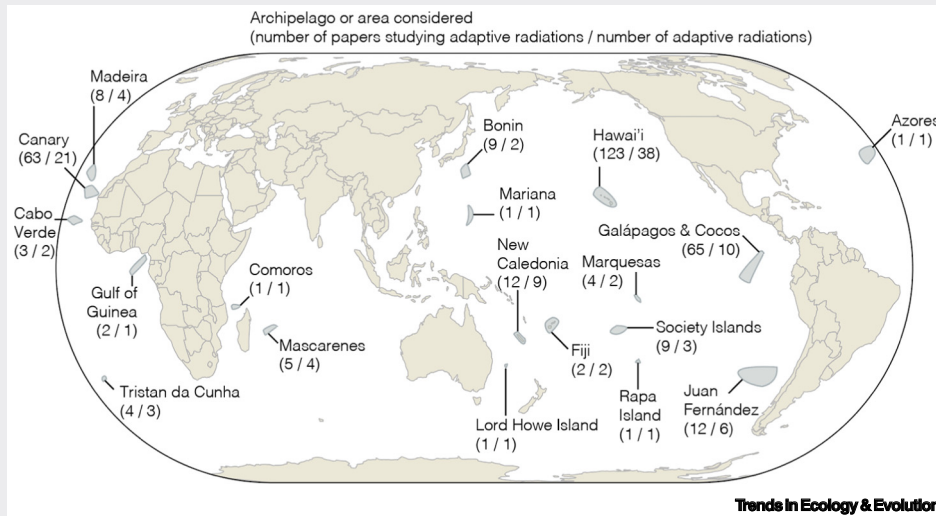 Archipelago or area considered
(number of papers studying adaptive radiations / number of adaptive radiations)
Madeira
(8 / 4)
Canary
(63 / 21)
Cabo
Verde
(3 / 2)
Gulf of
Guinea
(2 / 1)
Comoros
(1 / 1)
Mascarenes
(5 / 4)
Tristan da Cunha
(4 / 3)
Bonin
(9 / 2)
Mariana
(1 / 1)
New
Caledonia
(12 / 9)
Lord Howe Island
(1 / 1)
Fiji
(2 / 2)
Hawai'i
(123 / 38)
Marquesas
(4 / 2)
Society Islands
(9 / 3)
Rapa
Island
(1 / 1)
Galápagos & Cocos
(65 / 10)
Juan
Fernández
(12 / 6)
Azores
(1 / 1)
Trends in Ecology & Evolution